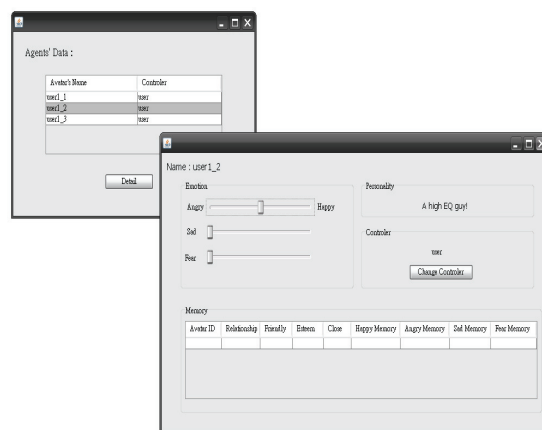 Agents' Data :
Avatar's Name Controler
user1_1 user
user1_2 user
user1_3 user
Detail
Name : user1_2
Emotion
Angry Happy
Sad
Fear
Personality
A high EQ guy!
Controler
user
Change Controler
Memory
Avatar ID Relationship Friendly Esteem Close Happy Memory Angry Memory Sad Memory Fear Memory